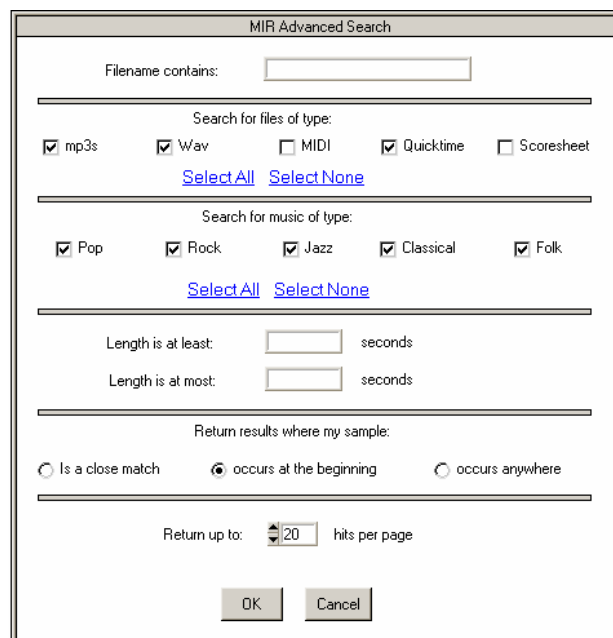 MIR Advanced Search
Filename contains:
Search for files of type:
mp3s Wav MIDI Quicktime Scoresheet
Select All Select None
Search for music of type:
Pop Rock Jazz Classical Folk
Select All Select None
Length is at least: seconds
Length is at most: seconds
Return results where my sample:
Is a close match occurs at the beginning occurs anywhere
Return up to: 20 hits per page
OK Cancel